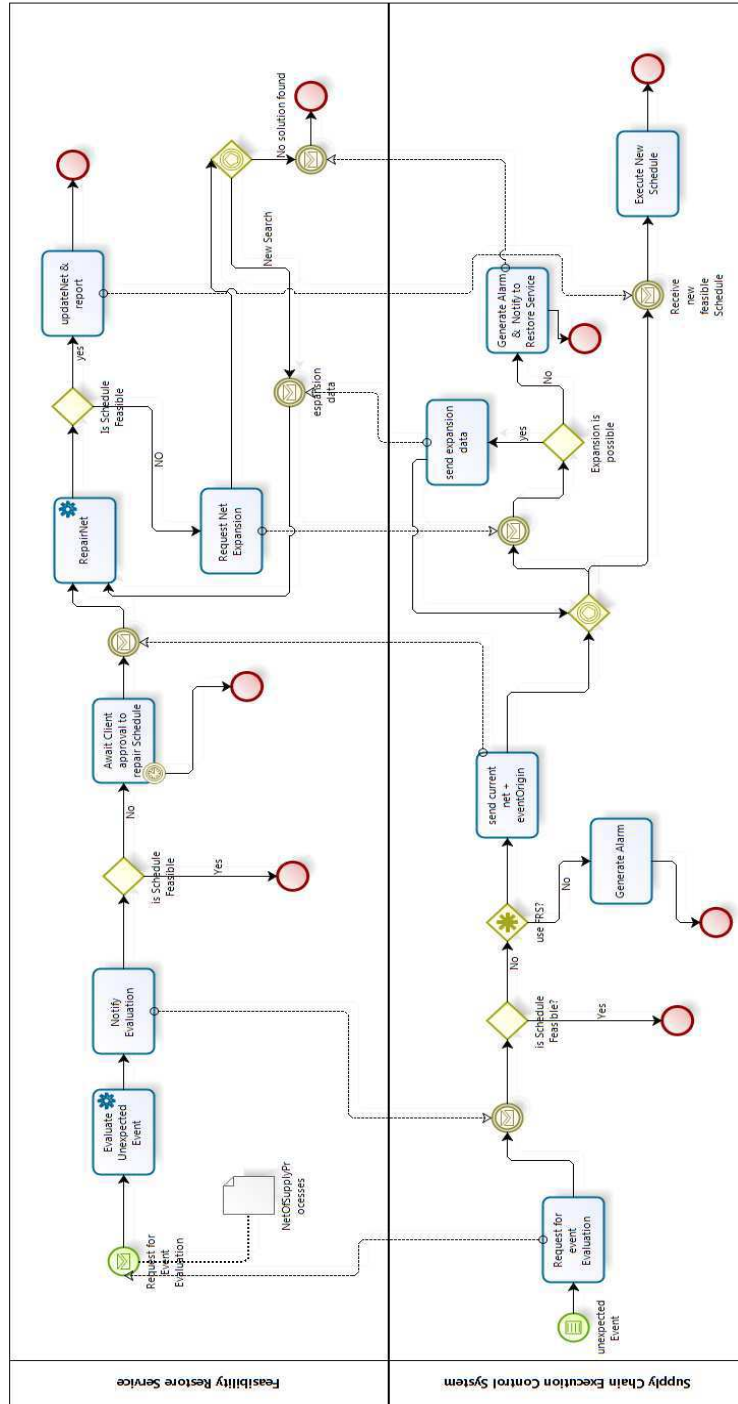 Feasibility Restore Service
Request for
Event
Evaluation
NetOfSupplyPr
ocesses
Evaluate
Unexpected
Event
Notify
Evaluation
is Schedule
Feasible
Yes
No
Await Client
approval to
repair Schedule
RepairNet
Is Schedule
Feasible
yes
NO
updateNet &
report
Request Net
Expansion
New Search
No solution found
espansion
data
Supply Chain Execution Control System
unexpected
Event
Request for
event
Evaluation
is Schedule
Feasible?
Yes
No
use FRS?
No
Generate Alarm
send current
net +
eventOrigin
Expansion is
possible
yes
No
send expansion
data
Generate Alarm
& Notify to
Restore Service
Receive
new
feasible
Schedule
Execute New
Schedule